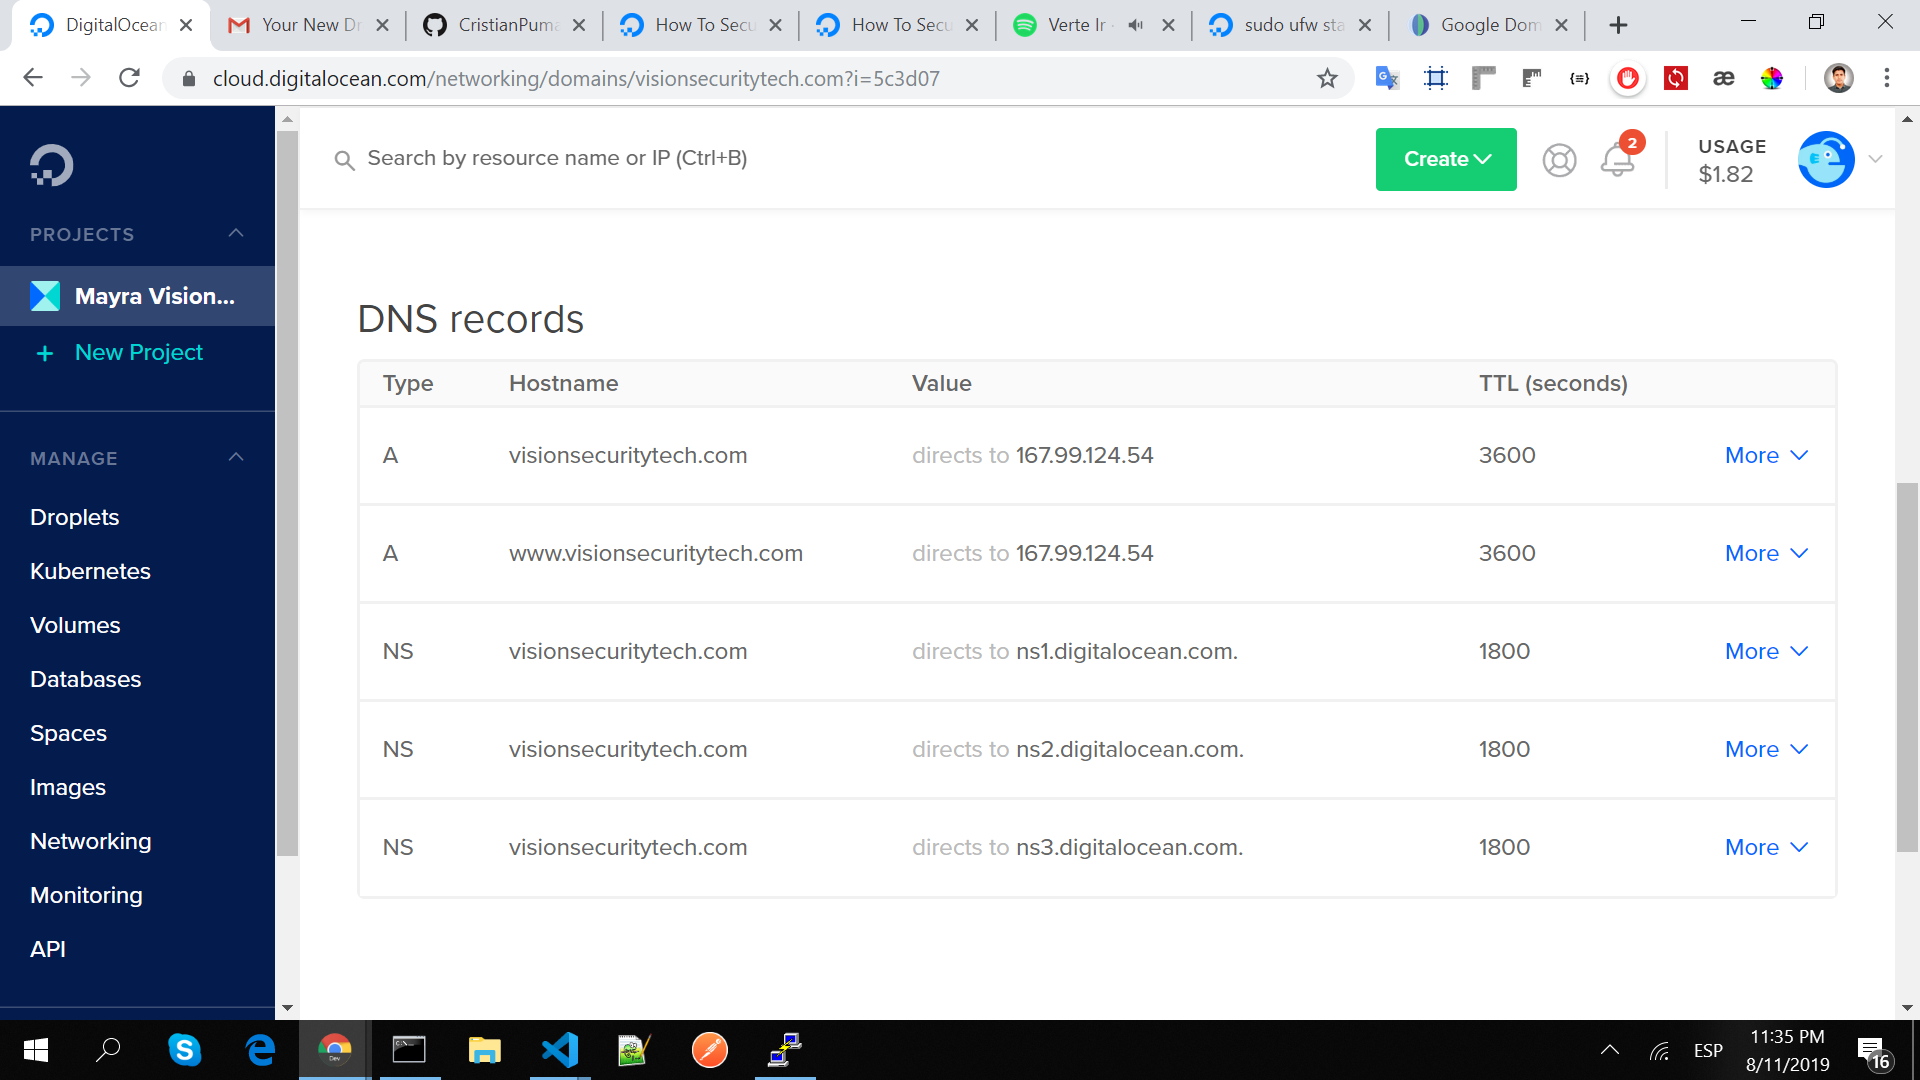 DigitalOcean
Your New Dr
CristianPuma
How To Secu
How To Secu
Verte Ir -
sudo ufw sta
Google Dom
cloud.digitalocean.com/networking/domains/visionsecuritytech.com?i=5c3d07
Search by resource name or IP (Ctrl+B)
Create
2
USAGE
$1.82
PROJECTS
Mayra Vision...
+ New Project
MANAGE
Droplets
Kubernetes
Volumes
Databases
Spaces
Images
Networking
Monitoring
API
DNS records
Type Hostname Value TTL (seconds)
A visionsecuritytech.com directs to 167.99.124.54 3600 More
A www.visionsecuritytech.com directs to 167.99.124.54 3600 More
NS visionsecuritytech.com directs to ns1.digitalocean.com. 1800 More
NS visionsecuritytech.com directs to ns2.digitalocean.com. 1800 More
NS visionsecuritytech.com directs to ns3.digitalocean.com. 1800 More
ESP
11:35 PM
8/11/2019
16